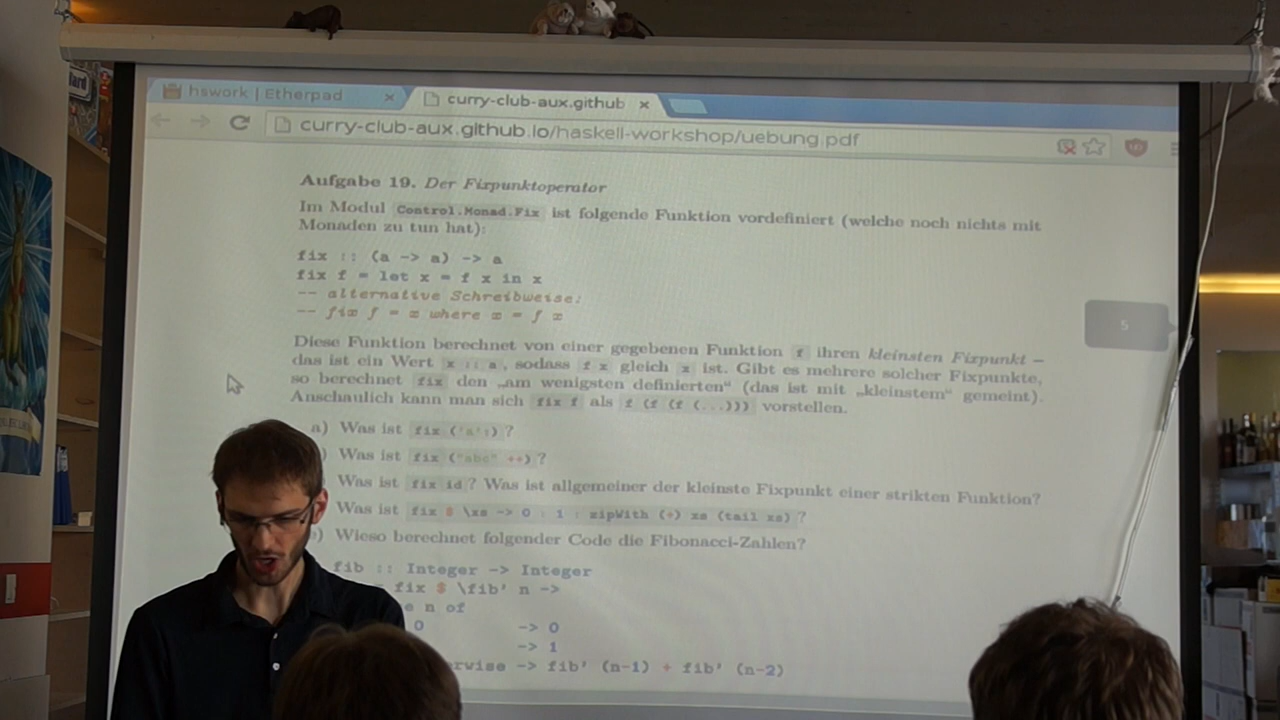 hswork | Etherpad
curry-club-aux.github
curry-club-aux.github.io/haskell-workshop/uebung.pdf
Aufgabe 19. Der Fixpunktoperator
Im Modul Control.Monad.Fix ist folgende Funktion vordefiniert (welche noch nichts mit
Monaden zu tun hat):
fix :: (a -> a) -> a
fix f = let x = f x in x
-- alternative Schreibweise:
-- fix f = x where x = f x
Diese Funktion berechnet von einer gegebenen Funktion f ihren kleinsten Fixpunkt –
das ist ein Wert x :: a, sodass f x gleich x ist. Gibt es mehrere solcher Fixpunkte,
so berechnet fix den „am wenigsten definierten“ (das ist mit „kleinstem“ gemeint).
Anschaulich kann man sich fix f als f (f (f (...))) vorstellen.
5
a) Was ist fix ('a':) ?
) Was ist fix ("abc" ++) ?
Was ist fix id ? Was ist allgemeiner der kleinste Fixpunkt einer strikten Funktion?
Was ist fix $ \xs -> 0 : 1 : zipWith (+) xs (tail xs) ?
) Wieso berechnet folgender Code die Fibonacci-Zahlen?
fib :: Integer -> Integer
fix $ \fib' n ->
e n of
0 -> 0
-> 1
rwise -> fib' (n-1) + fib' (n-2)